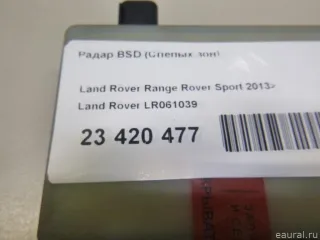 Радар BSD (Слепых зон)
Land Rover Range Rover Sport 2013>
Land Rover LR061039
23 420 477
eaural.ru